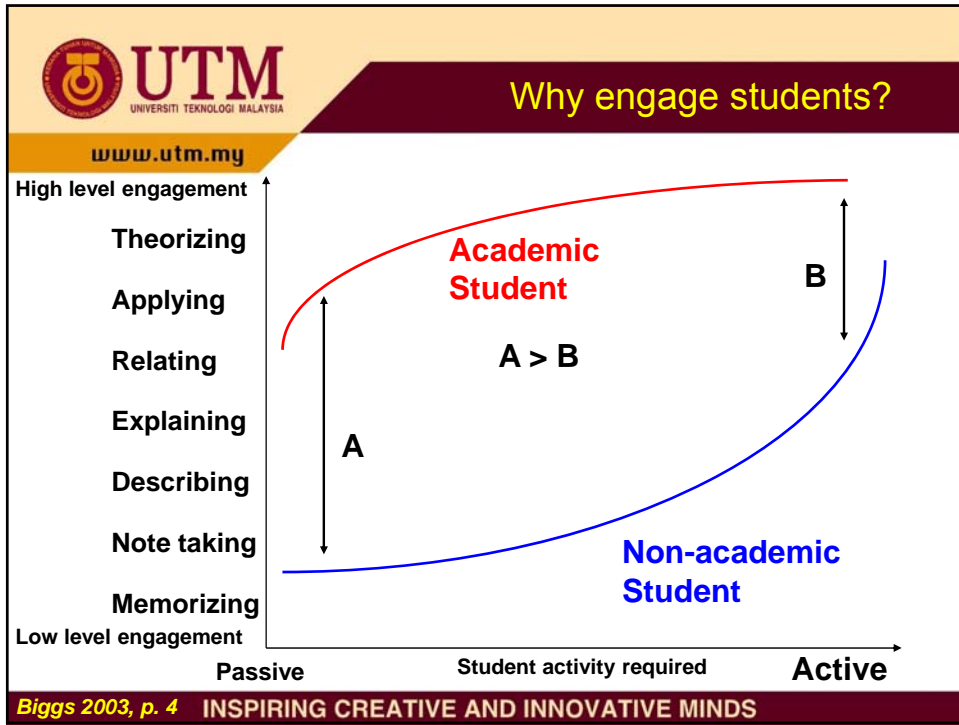 UTM
UNIVERSITI TEKNOLOGI MALAYSIA
Why engage students?
www.utm.my
High level engagement
Theorizing
Academic
Student
B
Applying
Relating
A > B
Explaining
A
Describing
Note taking
Non-academic
Student
Memorizing
Low level engagement
Passive
Student activity required
Active
Biggs 2003, p. 4
INSPIRING CREATIVE AND INNOVATIVE MINDS